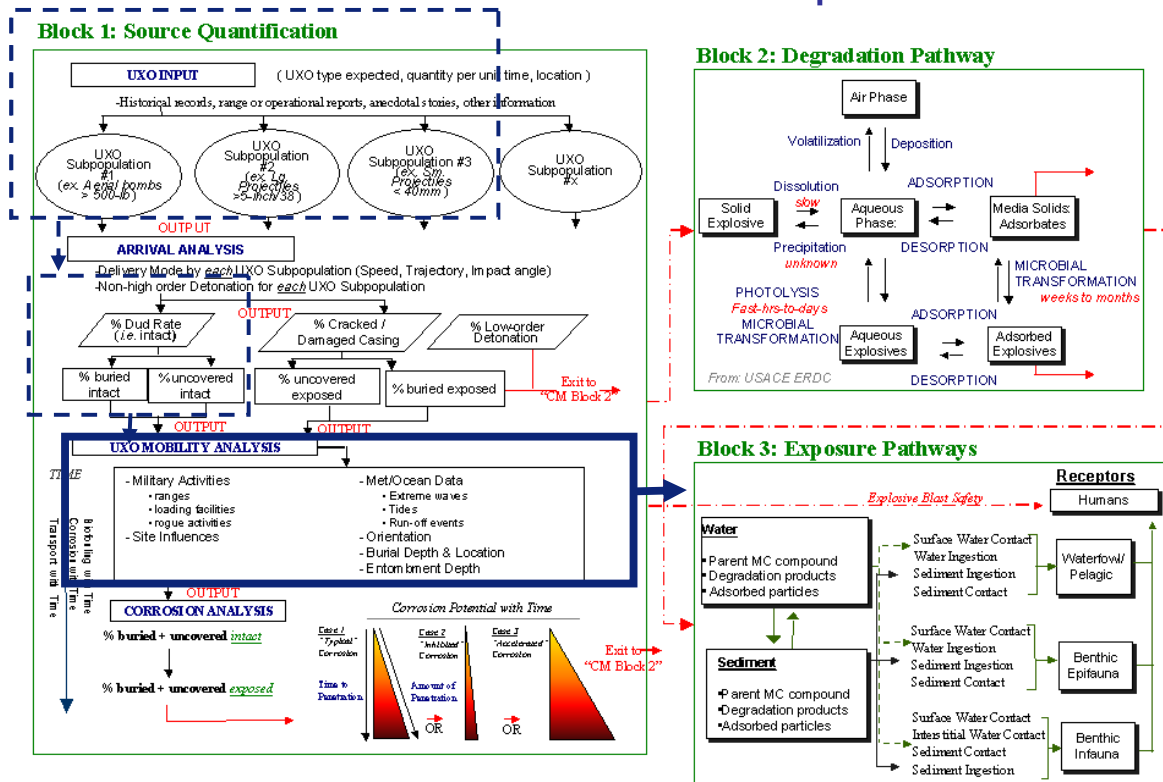 Block 1: Source Quantification
UXO INPUT
( UXO type expected, quantity per unit time, location )
-Historical records, range or operational reports, anecdotal stories, other information
UXO
Subpopulation
#1
(ex. Aerial bombs
> 500-lb)
UXO
Subpopulation
#2
(ex. Lg.
Projectiles
>5-inch/38)
UXO
Subpopulation #3
(ex. Sm.
Projectiles
< 40mm)
UXO
Subpopulation
#x
OUTPUT
ARRIVAL ANALYSIS
-Delivery Mode by each UXO Subpopulation (Speed, Trajectory, Impact angle)
-Non-high order Detonation for each UXO Subpopulation
OUTPUT
% Dud Rate
(i.e. intact)
% Cracked /
Damaged Casing
% Low-order
Detonation
% buried
intact
% uncovered
intact
% uncovered
exposed
% buried exposed
Exit to
"CM Block 2"
OUTPUT
OUTPUT
UXO MOBILITY ANALYSIS
TIME
- Military Activities
• ranges
• loading facilities
• rogue activities
- Site Influences
- Met/Ocean Data
• Extreme waves
• Tides
• Run-off events
- Orientation
- Burial Depth & Location
- Entombment Depth
Biofouling with Time
Corrosion with Time
Transport with Time
OUTPUT
CORROSION ANALYSIS
% buried + uncovered intact
% buried + uncovered exposed
Corrosion Potential with Time
Case 1
"Typical"
Corrosion
Case 2
"Inhibited"
Corrosion
Case 3
"Accelerated"
Corrosion
Time to
Penetration
Amount of
Penetration
OR
OR
Exit to
"CM Block 2"
Block 2: Degradation Pathway
Air Phase
Volatilization
Deposition
Dissolution
slow
ADSORPTION
Solid
Explosive
Aqueous
Phase:
Media Solids:
Adsorbates
Precipitation
unknown
DESORPTION
PHOTOLYSIS
Fast-hrs-to-days
MICROBIAL
TRANSFORMATION
MICROBIAL
TRANSFORMATION
weeks to months
ADSORPTION
Aqueous
Explosives
Adsorbed
Explosives
DESORPTION
From: USACE ERDC
Block 3: Exposure Pathways
Receptors
Explosive Blast Safety
Humans
Water
•Parent MC compound
•Degradation products
•Adsorbed particles
Surface Water Contact
Water Ingestion
Sediment Ingestion
Sediment Contact
Waterfowl/
Pelagic
Surface Water Contact
Water Ingestion
Sediment Ingestion
Sediment Contact
Benthic
Epifauna
Sediment
•Parent MC compound
•Degradation products
•Adsorbed particles
Surface Water Contact
Interstitial Water Contact
Sediment Contact
Sediment Ingestion
Benthic
Infauna